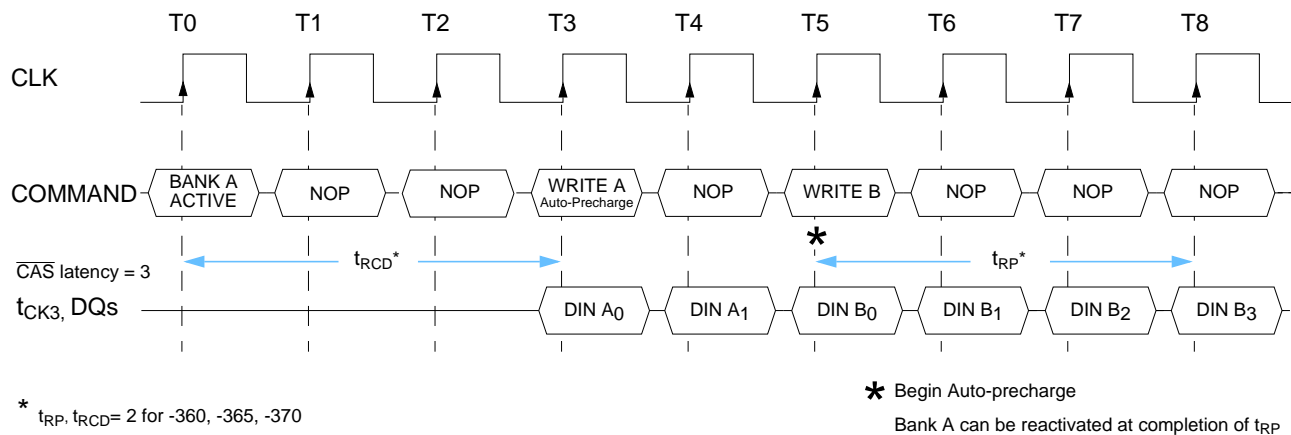 T0 T1 T2 T3 T4 T5 T6 T7 T8
CLK
COMMAND
BANK A
ACTIVE
NOP
NOP
WRITE A
Auto-Precharge
NOP
WRITE B
NOP
NOP
NOP
*
tRCD*
tRP*
CAS latency = 3
tCK3, DQs
DIN A0
DIN A1
DIN B0
DIN B1
DIN B2
DIN B3
* tRP, tRCD= 2 for -360, -365, -370
* Begin Auto-precharge
Bank A can be reactivated at completion of tRP